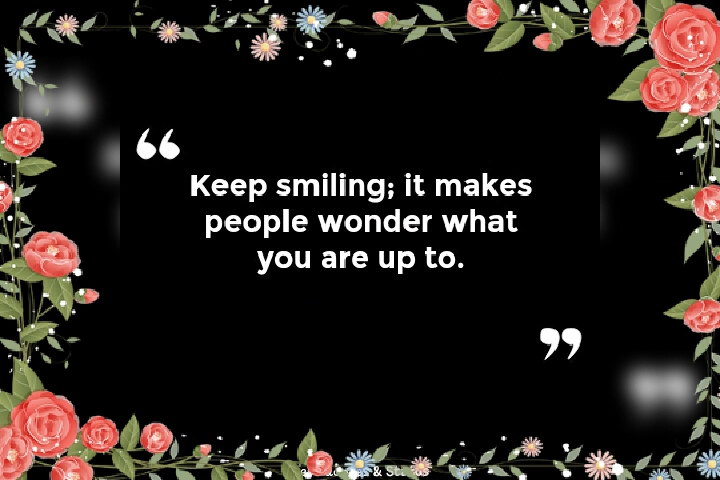 “
Keep smiling; it makes
people wonder what
you are up to.
”